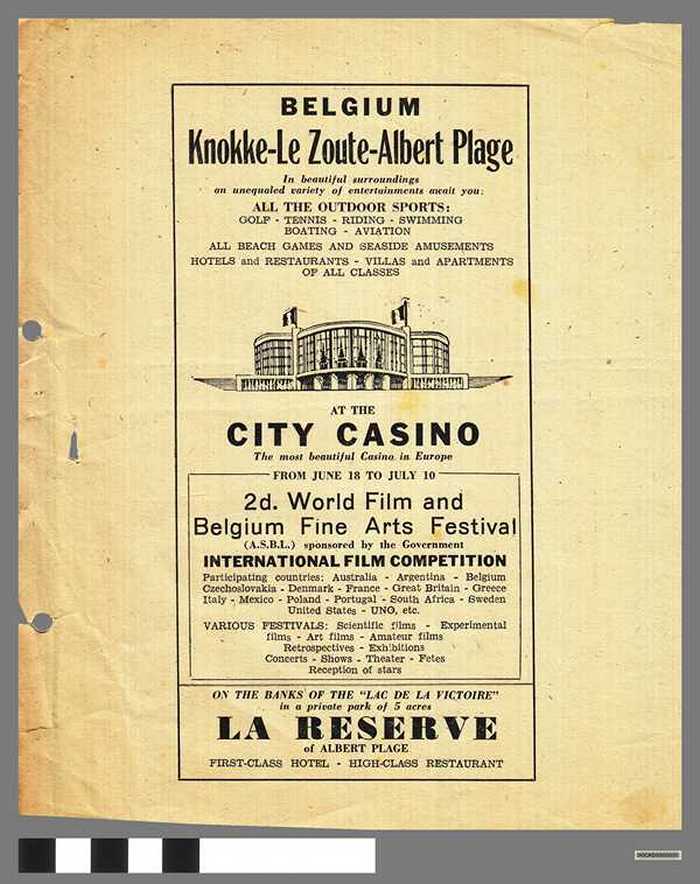 BELGIUM
Knokke-Le Zoute-Albert Plage
In beautiful surroundings
an unequaled variety of entertainments await you:
ALL THE OUTDOOR SPORTS:
GOLF - TENNIS - RIDING - SWIMMING
BOATING - AVIATION
ALL BEACH GAMES AND SEASIDE AMUSEMENTS
HOTELS and RESTAURANTS - VILLAS and APARTMENTS
OF ALL CLASSES
AT THE
CITY CASINO
The most beautiful Casino in Europe
FROM JUNE 18 TO JULY 10
2d. World Film and
Belgium Fine Arts Festival
(A.S.B.L.) sponsored by the Government
INTERNATIONAL FILM COMPETITION
Participating countries: Australia - Argentina - Belgium
Czechoslovakia - Denmark - France - Great Britain - Greece
Italy - Mexico - Poland - Portugal - South Africa - Sweden
United States - UNO, etc.
VARIOUS FESTIVALS: Scientific films - Experimental
films - Art films - Amateur films
Retrospectives - Exhibitions
Concerts - Shows - Theater - Fetes
Reception of stars
ON THE BANKS OF THE "LAC DE LA VICTOIRE"
in a private park of 5 acres
LA RESERVE
of ALBERT PLAGE
FIRST-CLASS HOTEL - HIGH-CLASS RESTAURANT